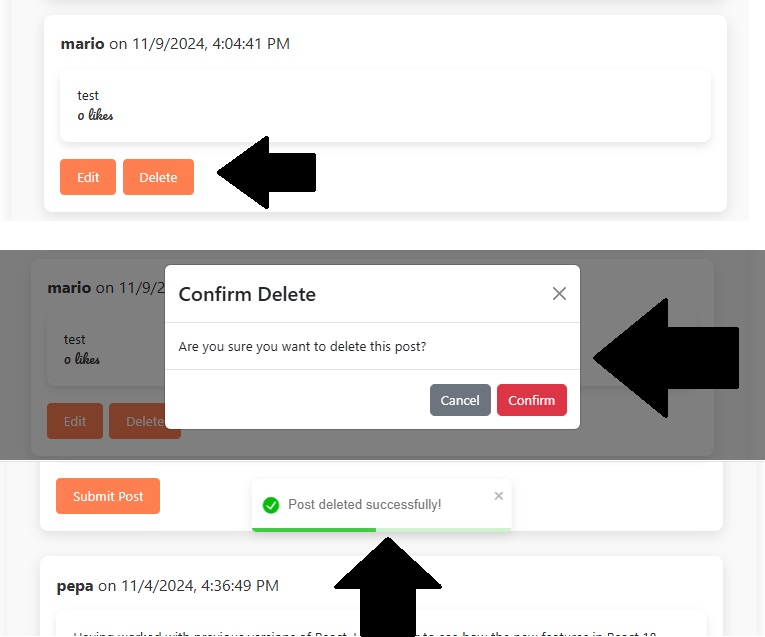 mario on 11/9/2024, 4:04:41 PM
test
0 likes
Edit Delete
mario on 11/9/2
Confirm Delete
test
Are you sure you want to delete this post?
0 likes
Cancel Confirm
Edit Delete
Submit Post
Post deleted successfully!
pepa on 11/4/2024, 4:36:49 PM
Having worked with previous versions of React, I
to see how the new features in React 18